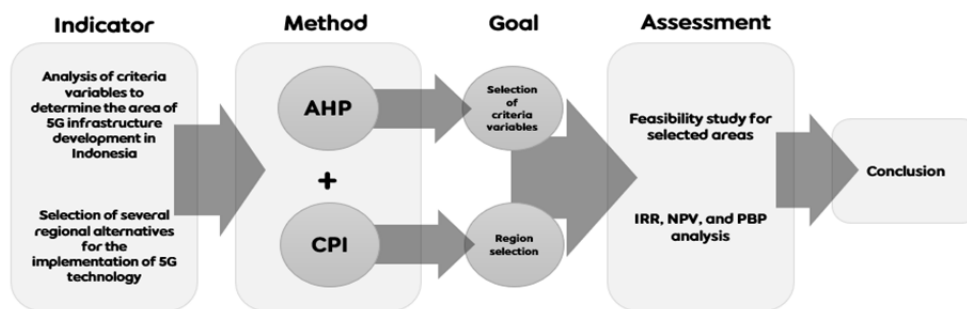 Indicator
Analysis of criteria
variables to
determine the area of
5G infrastructure
development in
Indonesia
Selection of several
regional alternatives
for the
implementation of 5G
technology
Method
AHP
+
CPI
Goal
Selection
of
criteria
variables
Region
selection
Assessment
Feasibility study for
selected areas
IRR, NPV, and PBP
analysis
Conclusion